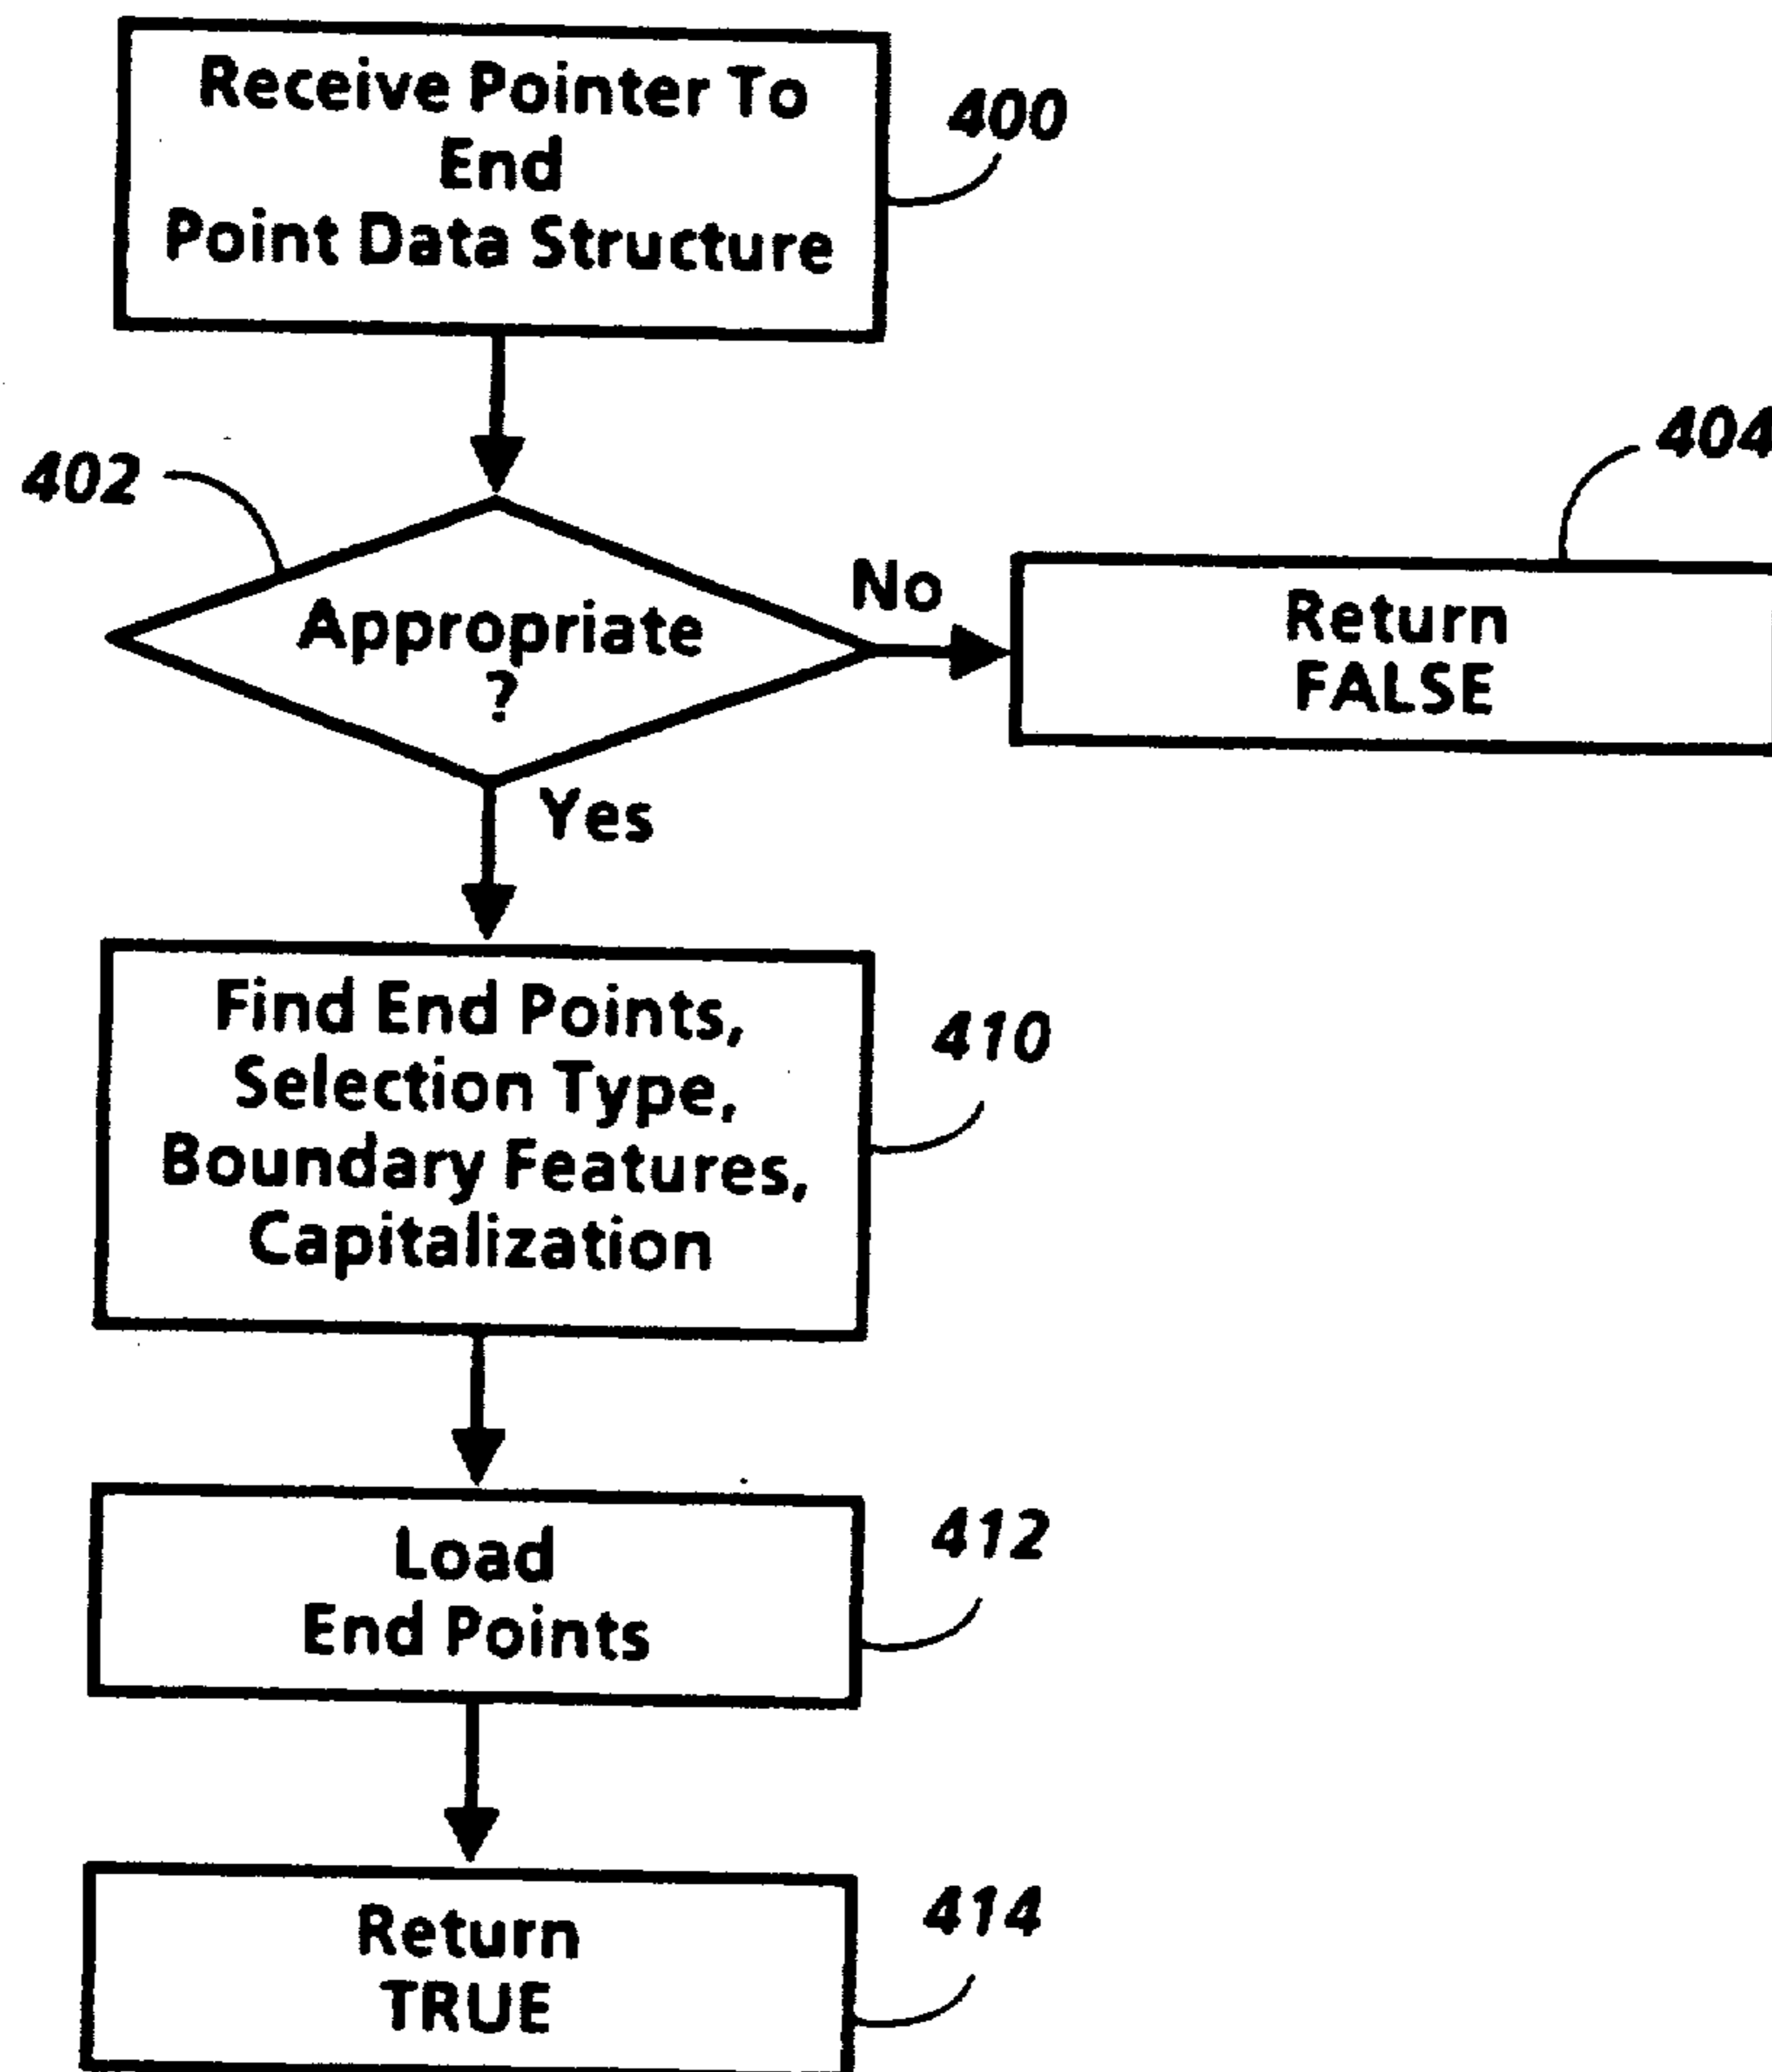 Receive Pointer To
End
Point Data Structure
400
402
Appropriate
?
No
404
Return
FALSE
Yes
Find End Points,
Selection Type,
Boundary Features,
Capitalization
410
Load
End Points
412
Return
TRUE
414